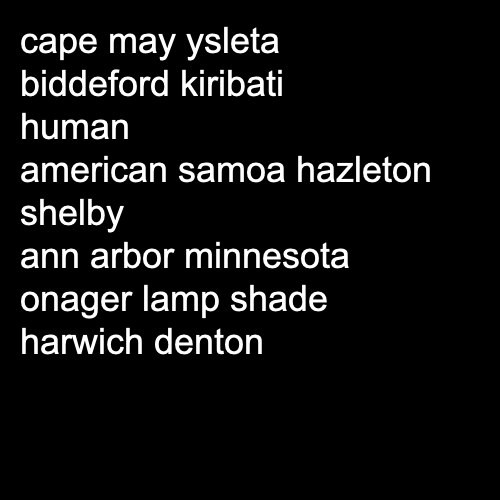 cape may ysleta
biddeford kiribati
human
american samoa hazleton
shelby
ann arbor minnesota
onager lamp shade
harwich denton